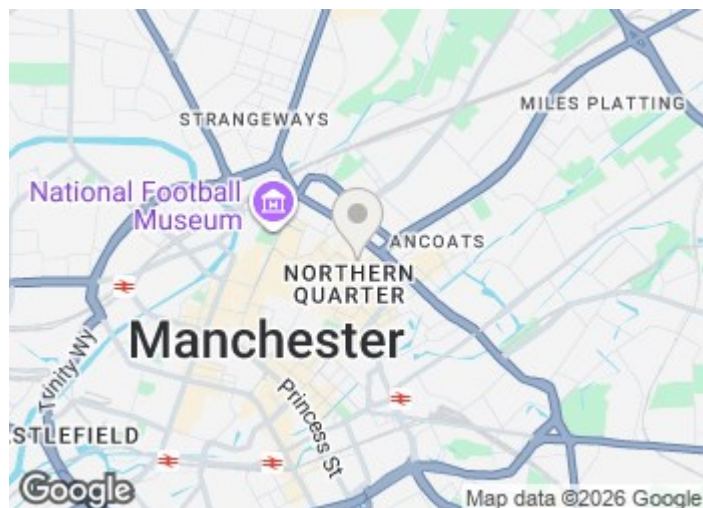 STRANGEWAYS
MILES PLATTING
National Football
Museum
ANCOATS
NORTHERN
QUARTER
Manchester
Trinity Wy
Princess St
STLEFIELD
Google
Map data ©2026 Google